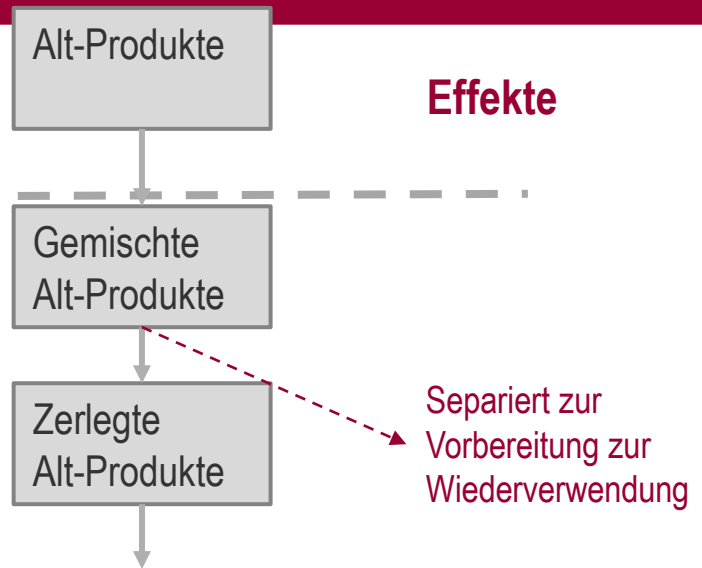 Alt-Produkte
Effekte
Gemischte
Alt-Produkte
Zerlegte
Alt-Produkte
Separiert zur
Vorbereitung zur
Wiederverwendung